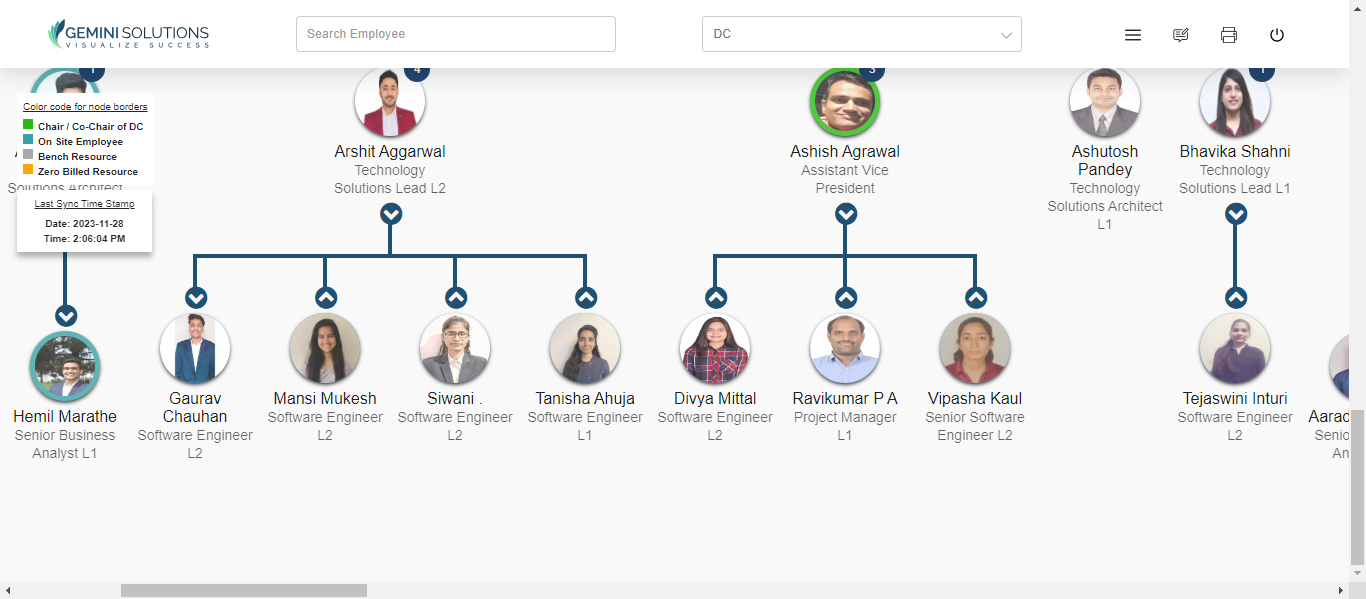 GEMINI SOLUTIONS
VISUALIZE SUCCESS
Search Employee
DC
4
3
1
Color code for node borders
Chair / Co-Chair of DC
On Site Employee
Bench Resource
Zero Billed Resource
Solutions Architect
Last Sync Time Stamp
Date: 2023-11-28
Time: 2:06:04 PM
Arshit Aggarwal
Technology
Solutions Lead L2
Ashish Agrawal
Assistant Vice
President
Ashutosh
Pandey
Technology
Solutions Architect
L1
Bhavika Shahni
Technology
Solutions Lead L1
Hemil Marathe
Senior Business
Analyst L1
Gaurav
Chauhan
Software Engineer
L2
Mansi Mukesh
Software Engineer
L2
Siwani .
Software Engineer
L2
Tanisha Ahuja
Software Engineer
L1
Divya Mittal
Software Engineer
L2
Ravikumar P A
Project Manager
L1
Vipasha Kaul
Senior Software
Engineer L2
Tejaswini Inturi
Software Engineer
L2
Aarad
Senio
An